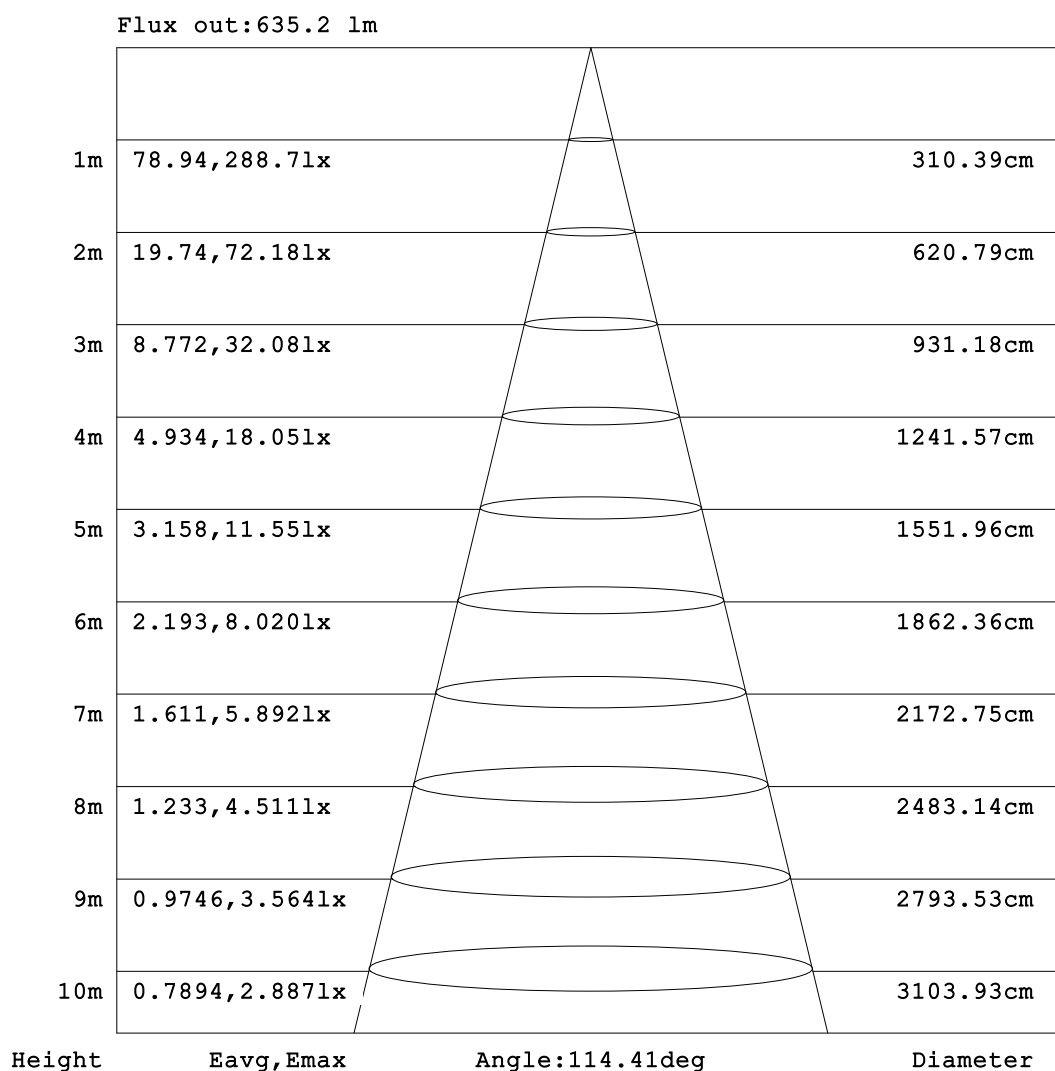 Flux out:635.2 lm
1m 78.94,288.7lx 310.39cm
2m 19.74,72.18lx 620.79cm
3m 8.772,32.08lx 931.18cm
4m 4.934,18.05lx 1241.57cm
5m 3.158,11.55lx 1551.96cm
6m 2.193,8.020lx 1862.36cm
7m 1.611,5.892lx 2172.75cm
8m 1.233,4.511lx 2483.14cm
9m 0.9746,3.564lx 2793.53cm
10m 0.7894,2.887lx 3103.93cm
Height Eavg,Emax Angle:114.41deg Diameter